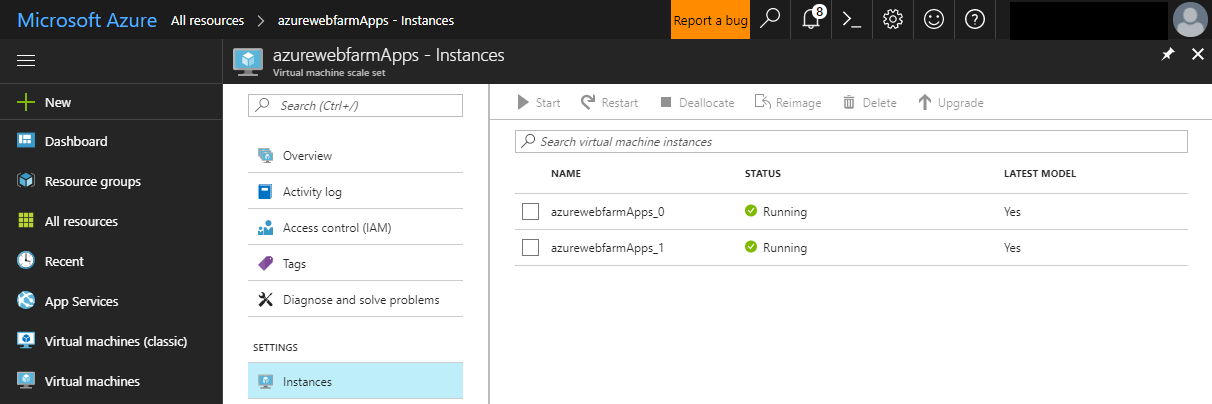 Microsoft Azure All resources > azurewebfarmApps - Instances Report a bug 8
azurewebfarmApps - Instances
Virtual machine scale set
New
Dashboard
Resource groups
All resources
Recent
App Services
Virtual machines (classic)
Virtual machines
Search (Ctrl+/)
Overview
Activity log
Access control (IAM)
Tags
Diagnose and solve problems
SETTINGS
Instances
Start Restart Deallocate Reimage Delete Upgrade
Search virtual machine instances
NAME STATUS LATEST MODEL
azurewebfarmApps_0 Running Yes
azurewebfarmApps_1 Running Yes